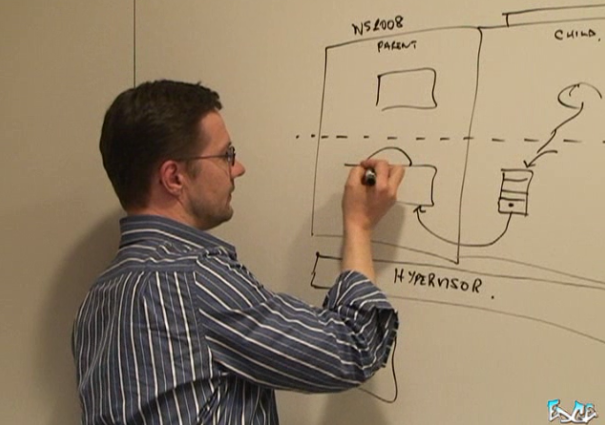 WS2008
PARENT
CHILD.
HYPERVISOR.
EDGE